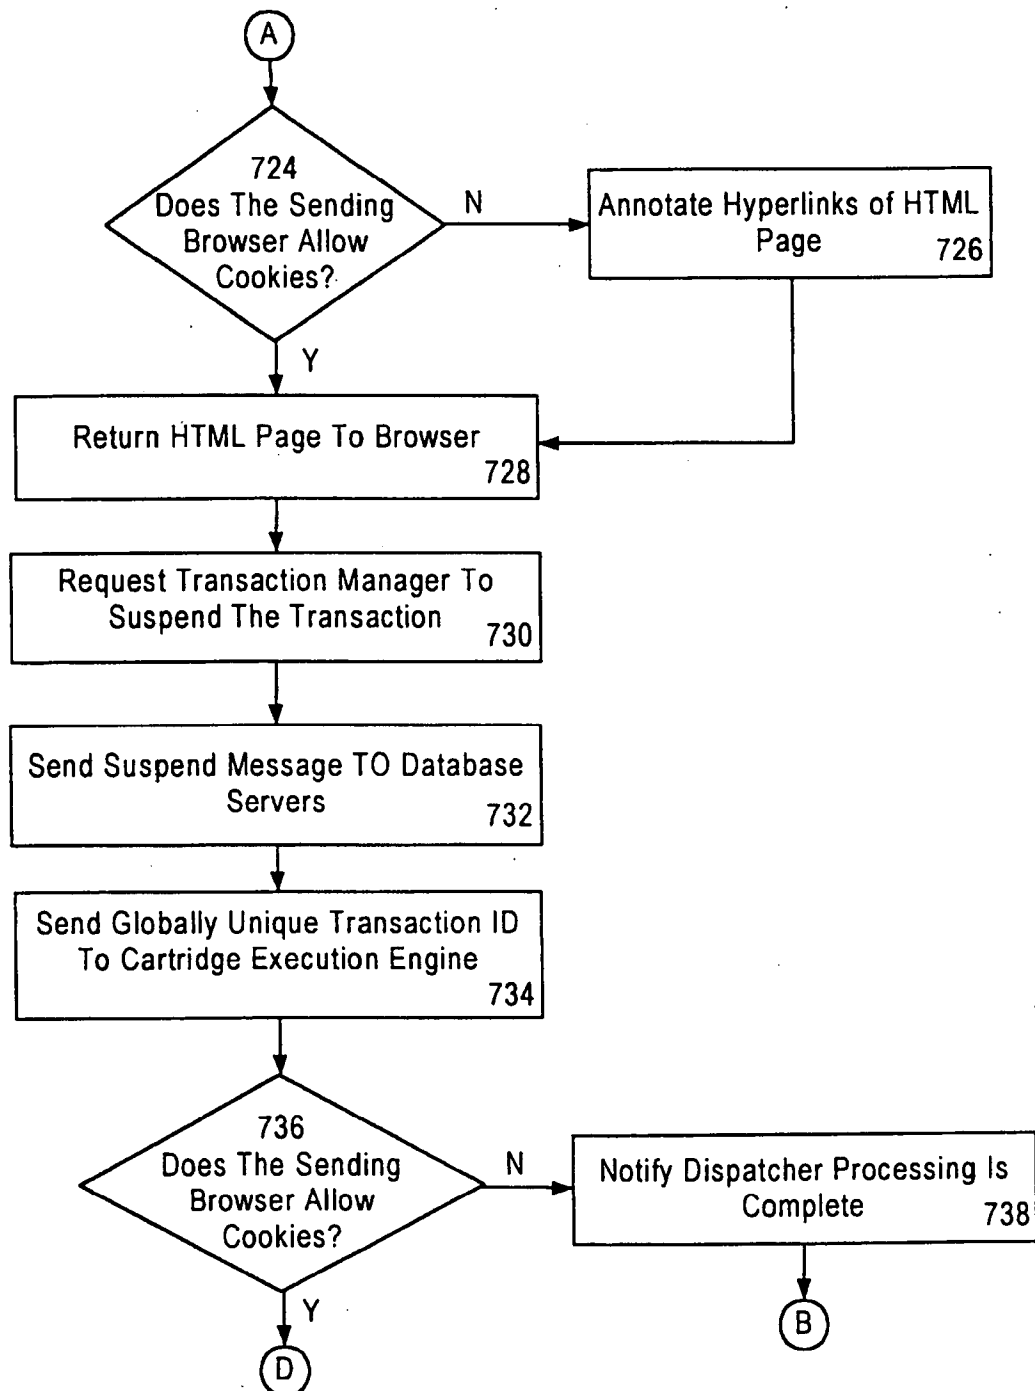 A
724
Does The Sending
Browser Allow
Cookies?
N
Annotate Hyperlinks of HTML
Page
726
Y
Return HTML Page To Browser
728
Request Transaction Manager To
Suspend The Transaction
730
Send Suspend Message TO Database
Servers
732
Send Globally Unique Transaction ID
To Cartridge Execution Engine
734
736
Does The Sending
Browser Allow
Cookies?
N
Notify Dispatcher Processing Is
Complete
738
Y
B
D